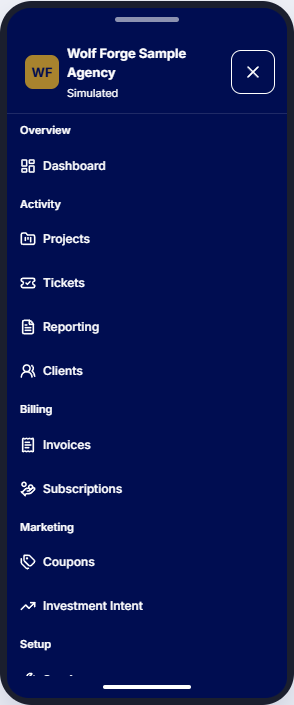 WF
Wolf Forge Sample
Agency
Simulated
Overview
Dashboard
Activity
Projects
Tickets
Reporting
Clients
Billing
Invoices
Subscriptions
Marketing
Coupons
Investment Intent
Setup